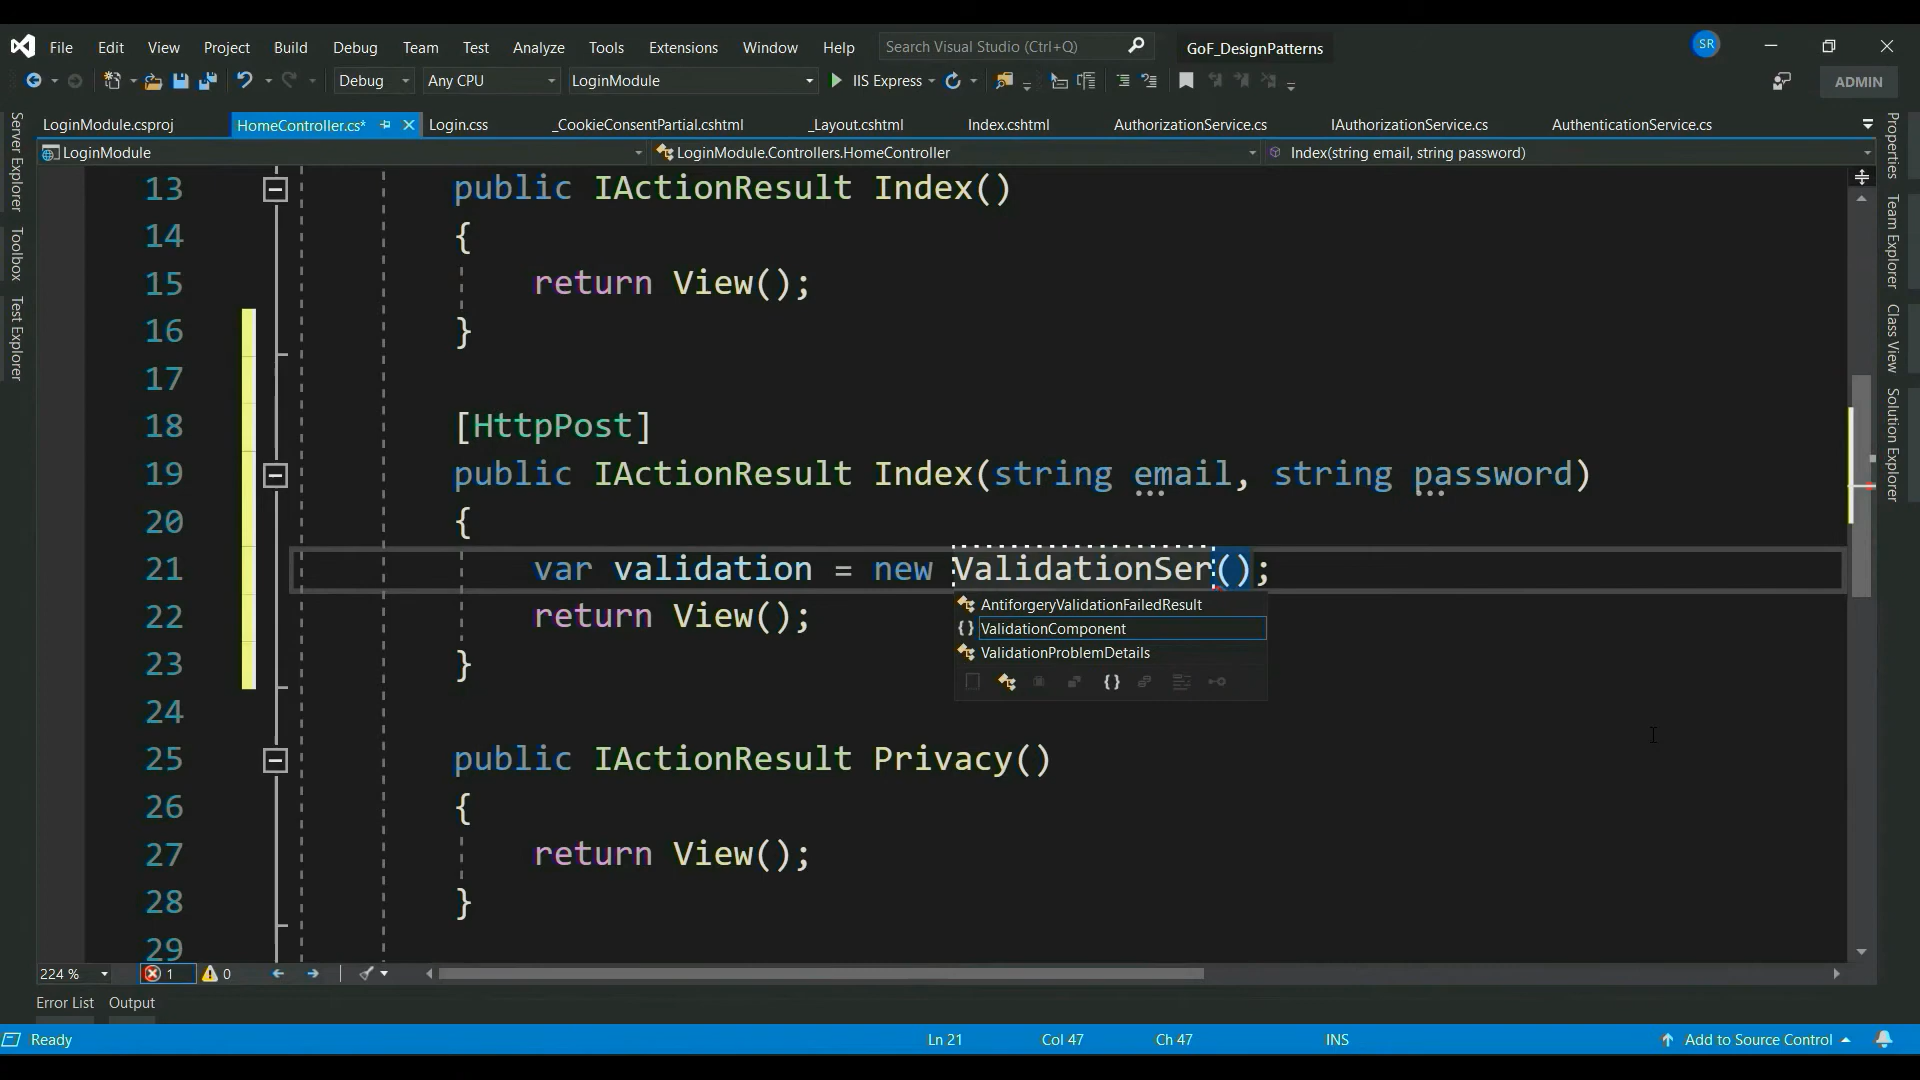 File Edit View Project Build Debug Team Test Analyze Tools Extensions Window Help Search Visual Studio (Ctrl+Q) GoF_DesignPatterns SR
Debug Any CPU LoginModule IIS Express ADMIN
LoginModule.csproj HomeController.cs* Login.css _CookieConsentPartial.cshtml _Layout.cshtml Index.cshtml AuthorizationService.cs IAuthorizationService.cs AuthenticationService.cs
LoginModule LoginModule.Controllers.HomeController Index(string email, string password)
Server Explorer
Toolbox
Test Explorer
13 public IActionResult Index()
14 {
15 return View();
16 }
17
18 [HttpPost]
19 public IActionResult Index(string email, string password)
20 {
21 var validation = new ValidationSer();
AntiforgeryValidationFailedResult
22 return View();
{ } ValidationComponent
ValidationProblemDetails
23 }
{ }
24
25 public IActionResult Privacy()
26 {
27 return View();
28 }
29
Properties
Team Explorer
Class View
Solution Explorer
224 % 1 0
Error List Output
Ready Ln 21 Col 47 Ch 47 INS Add to Source Control